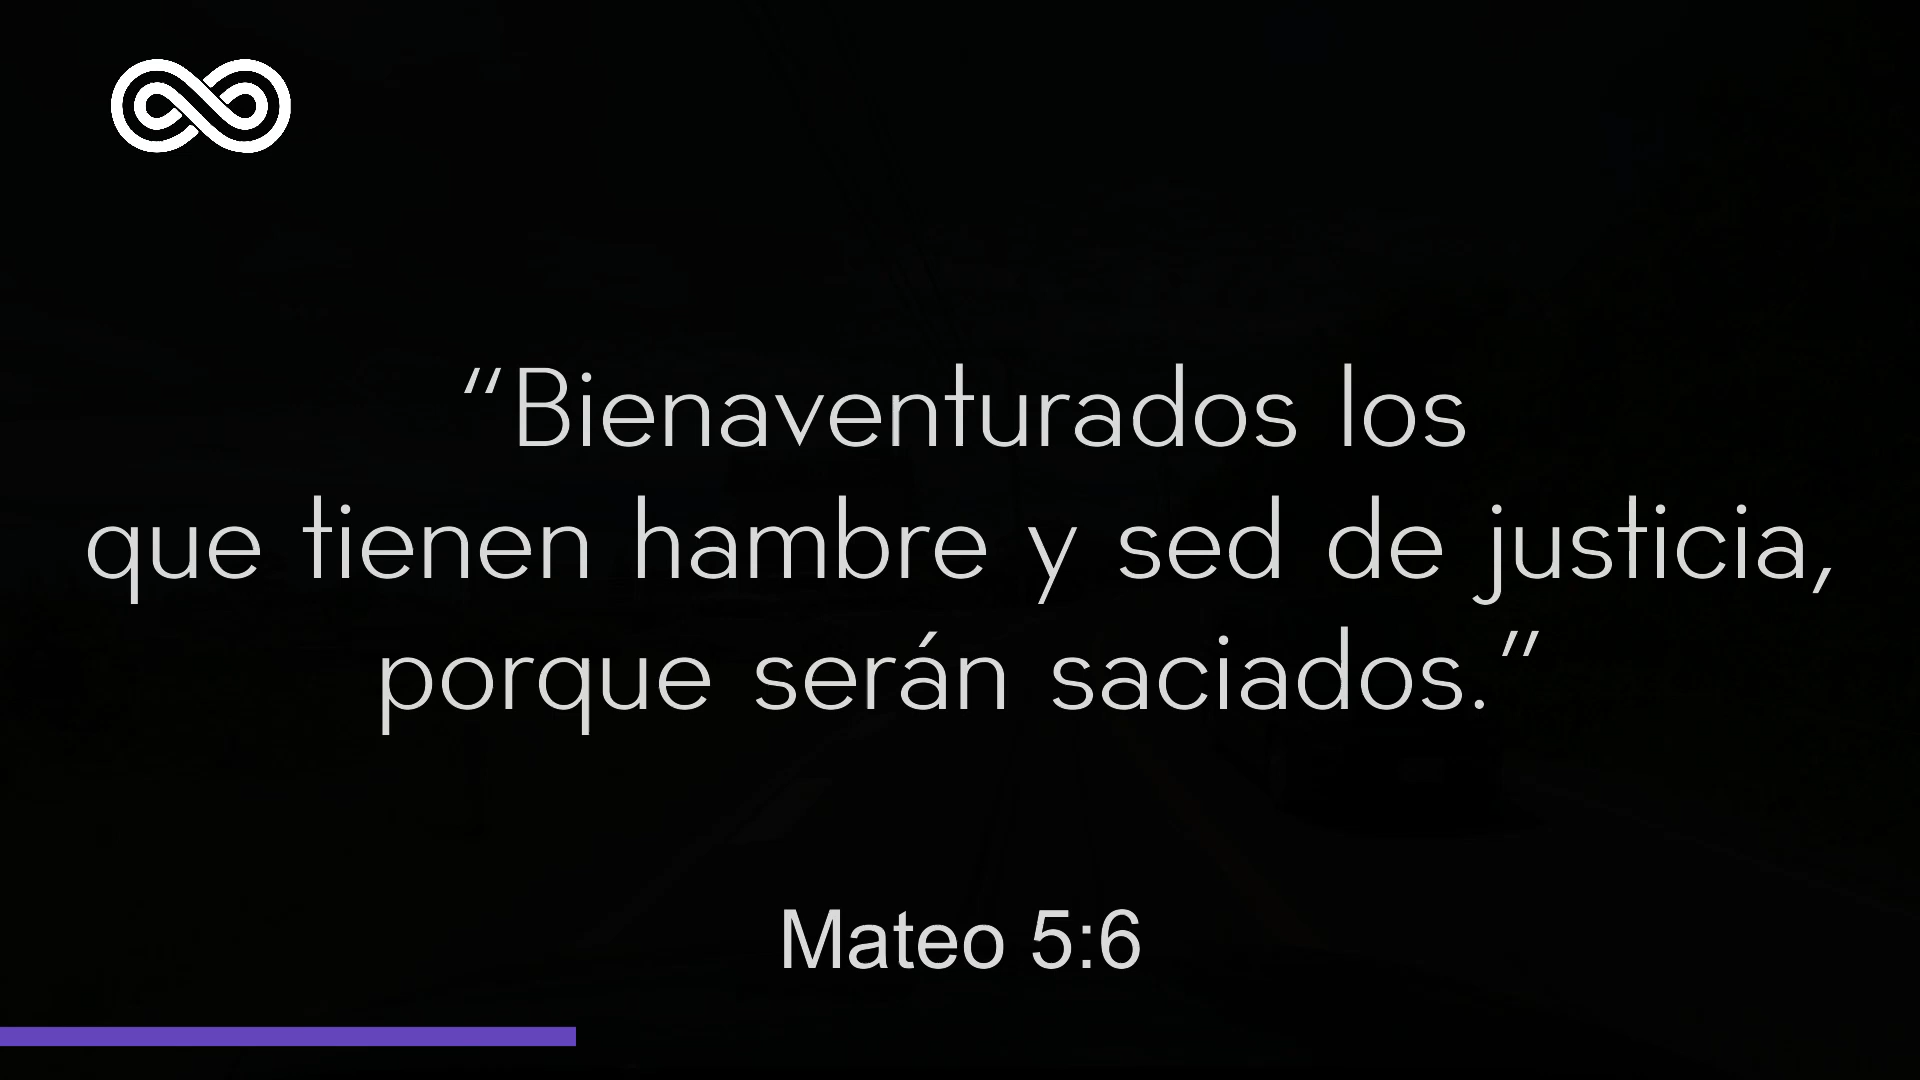 “Bienaventurados los
que tienen hambre y sed de justicia,
porque serán saciados.”
Mateo 5:6